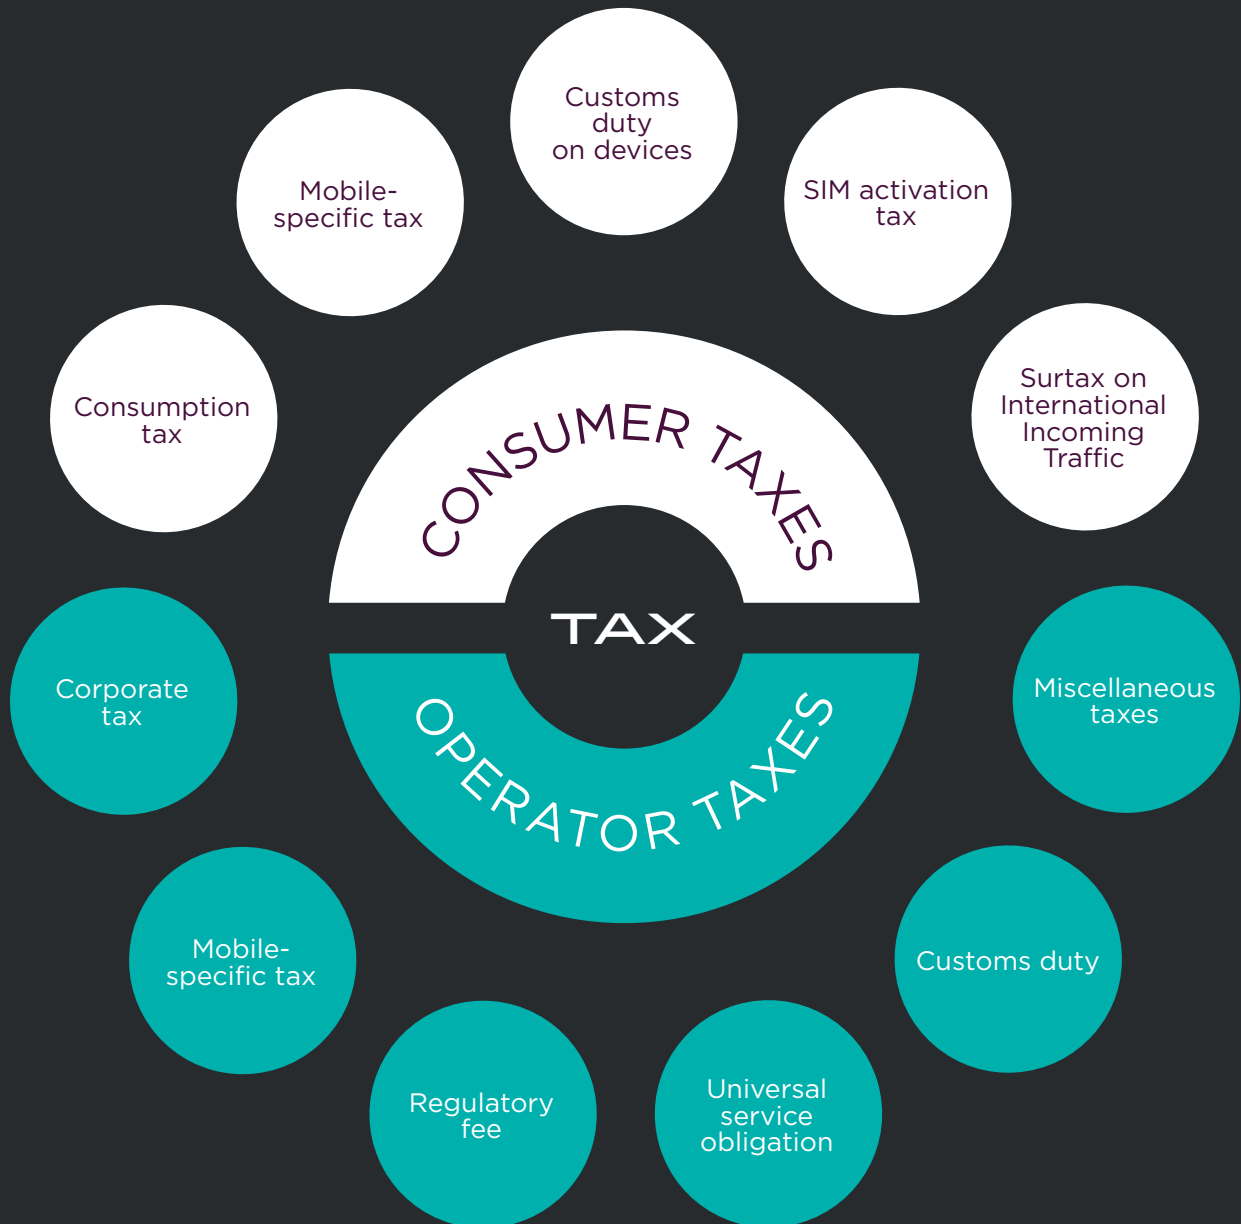 Customs
duty
on devices
Mobile-
specific tax
SIM activation
tax
Consumption
tax
Surtax on
International
Incoming
Traffic
CONSUMER TAXES
TAX
OPERATOR TAXES
Corporate
tax
Miscellaneous
taxes
Mobile-
specific tax
Customs duty
Regulatory
fee
Universal
service
obligation